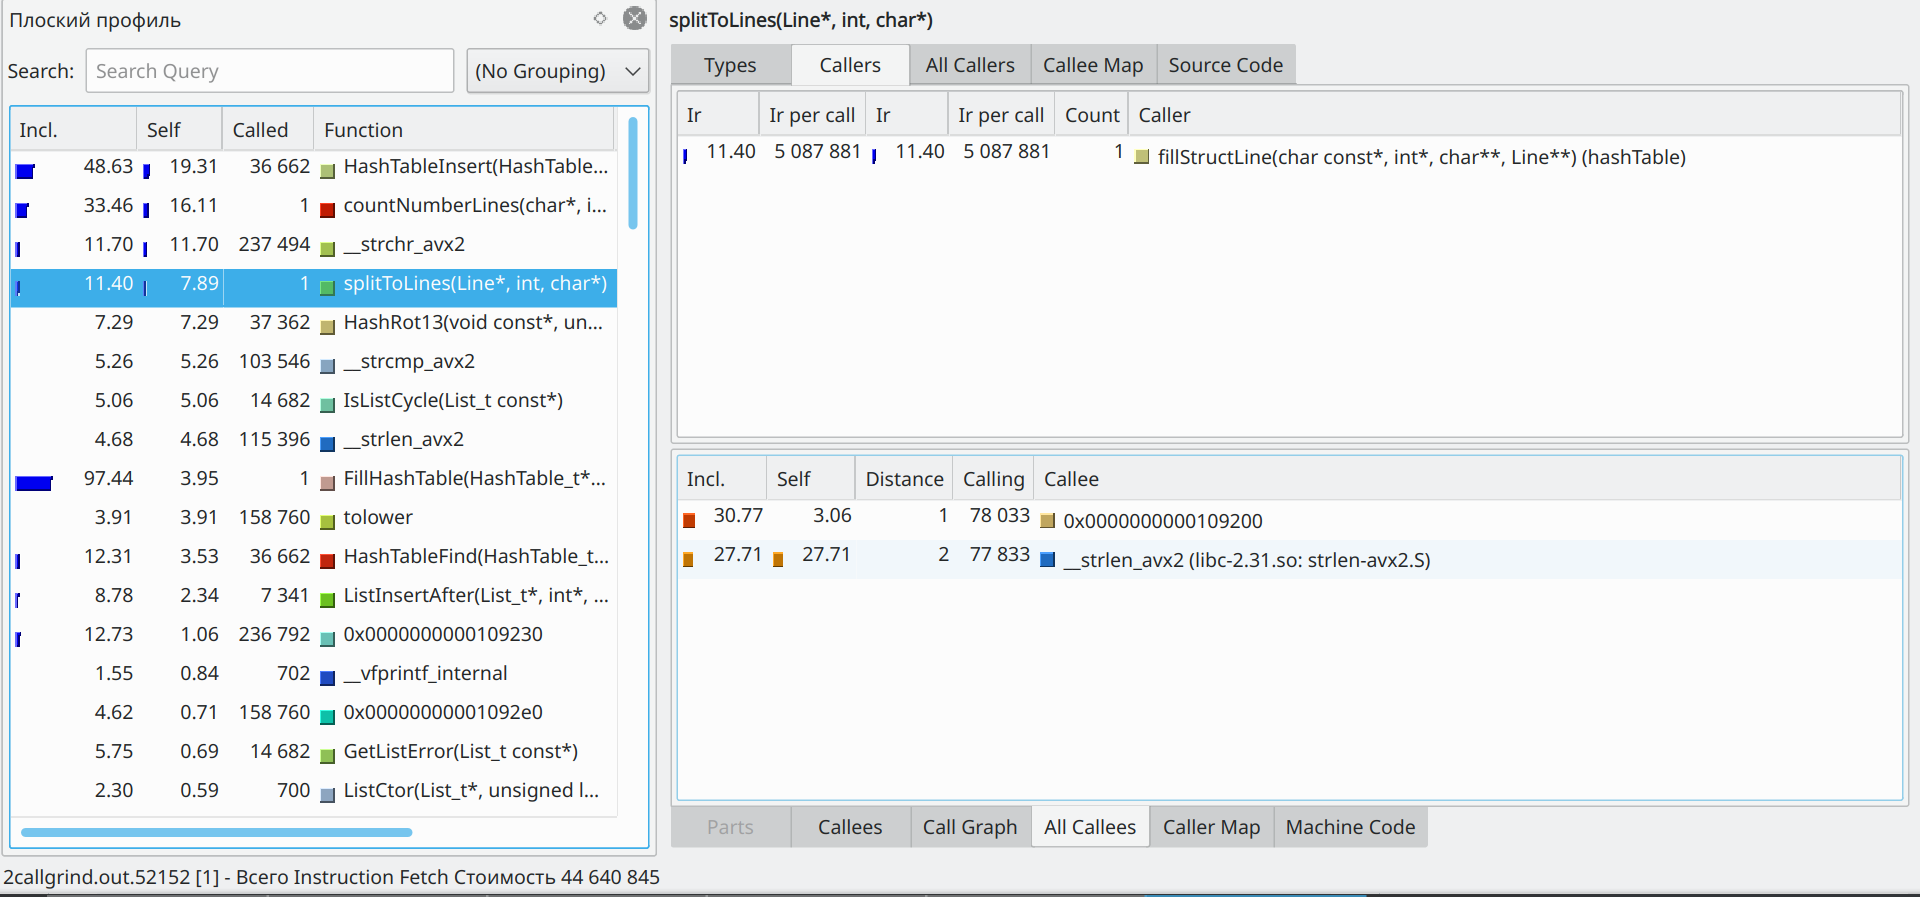 Плоский профиль
Search: Search Query (No Grouping)
Incl. Self Called Function
48.63 19.31 36 662 HashTableInsert(HashTable...
33.46 16.11 1 countNumberLines(char*, i...
11.70 11.70 237 494 __strchr_avx2
11.40 7.89 1 splitToLines(Line*, int, char*)
7.29 7.29 37 362 HashRot13(void const*, un...
5.26 5.26 103 546 __strcmp_avx2
5.06 5.06 14 682 IsListCycle(List_t const*)
4.68 4.68 115 396 __strlen_avx2
97.44 3.95 1 FillHashTable(HashTable_t*...
3.91 3.91 158 760 tolower
12.31 3.53 36 662 HashTableFind(HashTable_t...
8.78 2.34 7 341 ListInsertAfter(List_t*, int*, ...
12.73 1.06 236 792 0x0000000000109230
1.55 0.84 702 __vfprintf_internal
4.62 0.71 158 760 0x00000000001092e0
5.75 0.69 14 682 GetListError(List_t const*)
2.30 0.59 700 ListCtor(List_t*, unsigned l...
splitToLines(Line*, int, char*)
Types Callers All Callers Callee Map Source Code
Ir Ir per call Ir Ir per call Count Caller
11.40 5 087 881 11.40 5 087 881 1 fillStructLine(char const*, int*, char**, Line**) (hashTable)
Incl. Self Distance Calling Callee
30.77 3.06 1 78 033 0x0000000000109200
27.71 27.71 2 77 833 __strlen_avx2 (libc-2.31.so: strlen-avx2.S)
Parts Callees Call Graph All Callees Caller Map Machine Code
2callgrind.out.52152 [1] - Всего Instruction Fetch Стоимость 44 640 845